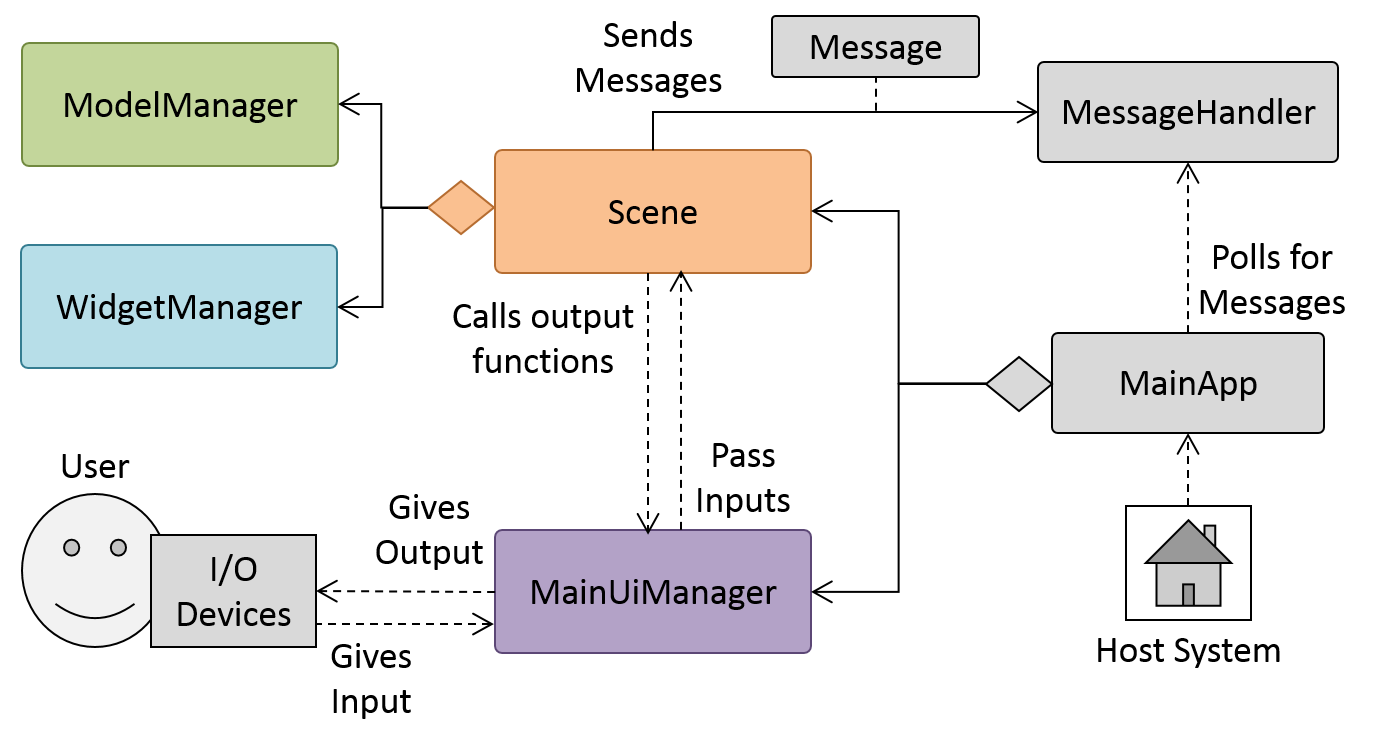 Sends
Messages
Message
ModelManager
MessageHandler
Scene
Polls for
Messages
WidgetManager
Calls output
functions
MainApp
User
Pass
Inputs
Gives
Output
I/O
Devices
MainUiManager
Gives
Input
Host System